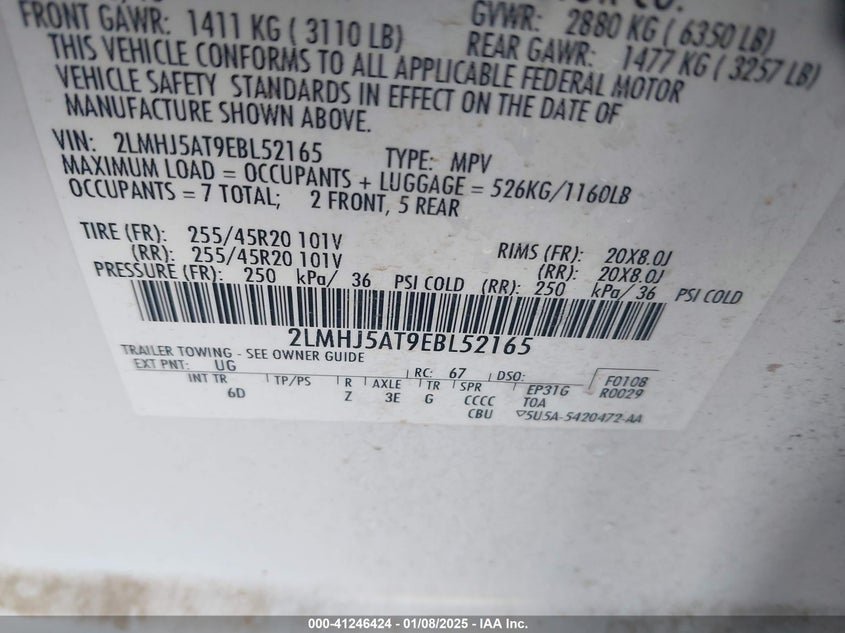 FRONT GAWR: 1411 KG ( 3110 LB) GVWR: 2880 KG ( 6350 LB)
REAR GAWR: 1477 KG ( 3257 LB)
THIS VEHICLE CONFORMS TO ALL APPLICABLE FEDERAL MOTOR
VEHICLE SAFETY STANDARDS IN EFFECT ON THE DATE OF
MANUFACTURE SHOWN ABOVE.
VIN: 2LMHJ5AT9EBL52165 TYPE: MPV
MAXIMUM LOAD = OCCUPANTS + LUGGAGE = 526KG/1160LB
OCCUPANTS = 7 TOTAL; 2 FRONT, 5 REAR
TIRE (FR): 255/45R20 101V RIMS (FR): 20X8.0J
(RR): 255/45R20 101V (RR): 20X8.0J
PRESSURE (FR): 250 kPa/ 36 PSI COLD (RR): 250 kPa/ 36 PSI COLD
2LMHJ5AT9EBL52165
TRAILER TOWING - SEE OWNER GUIDE
EXT PNT: UG RC: 67 DSO: F0108
INT TR TP/PS R AXLE TR SPR EP31G R0029
6D Z 3E G CCCC TOA
CBU 5U5A-5420472-AA
000-41246424 - 01/08/2025 - IAA Inc.